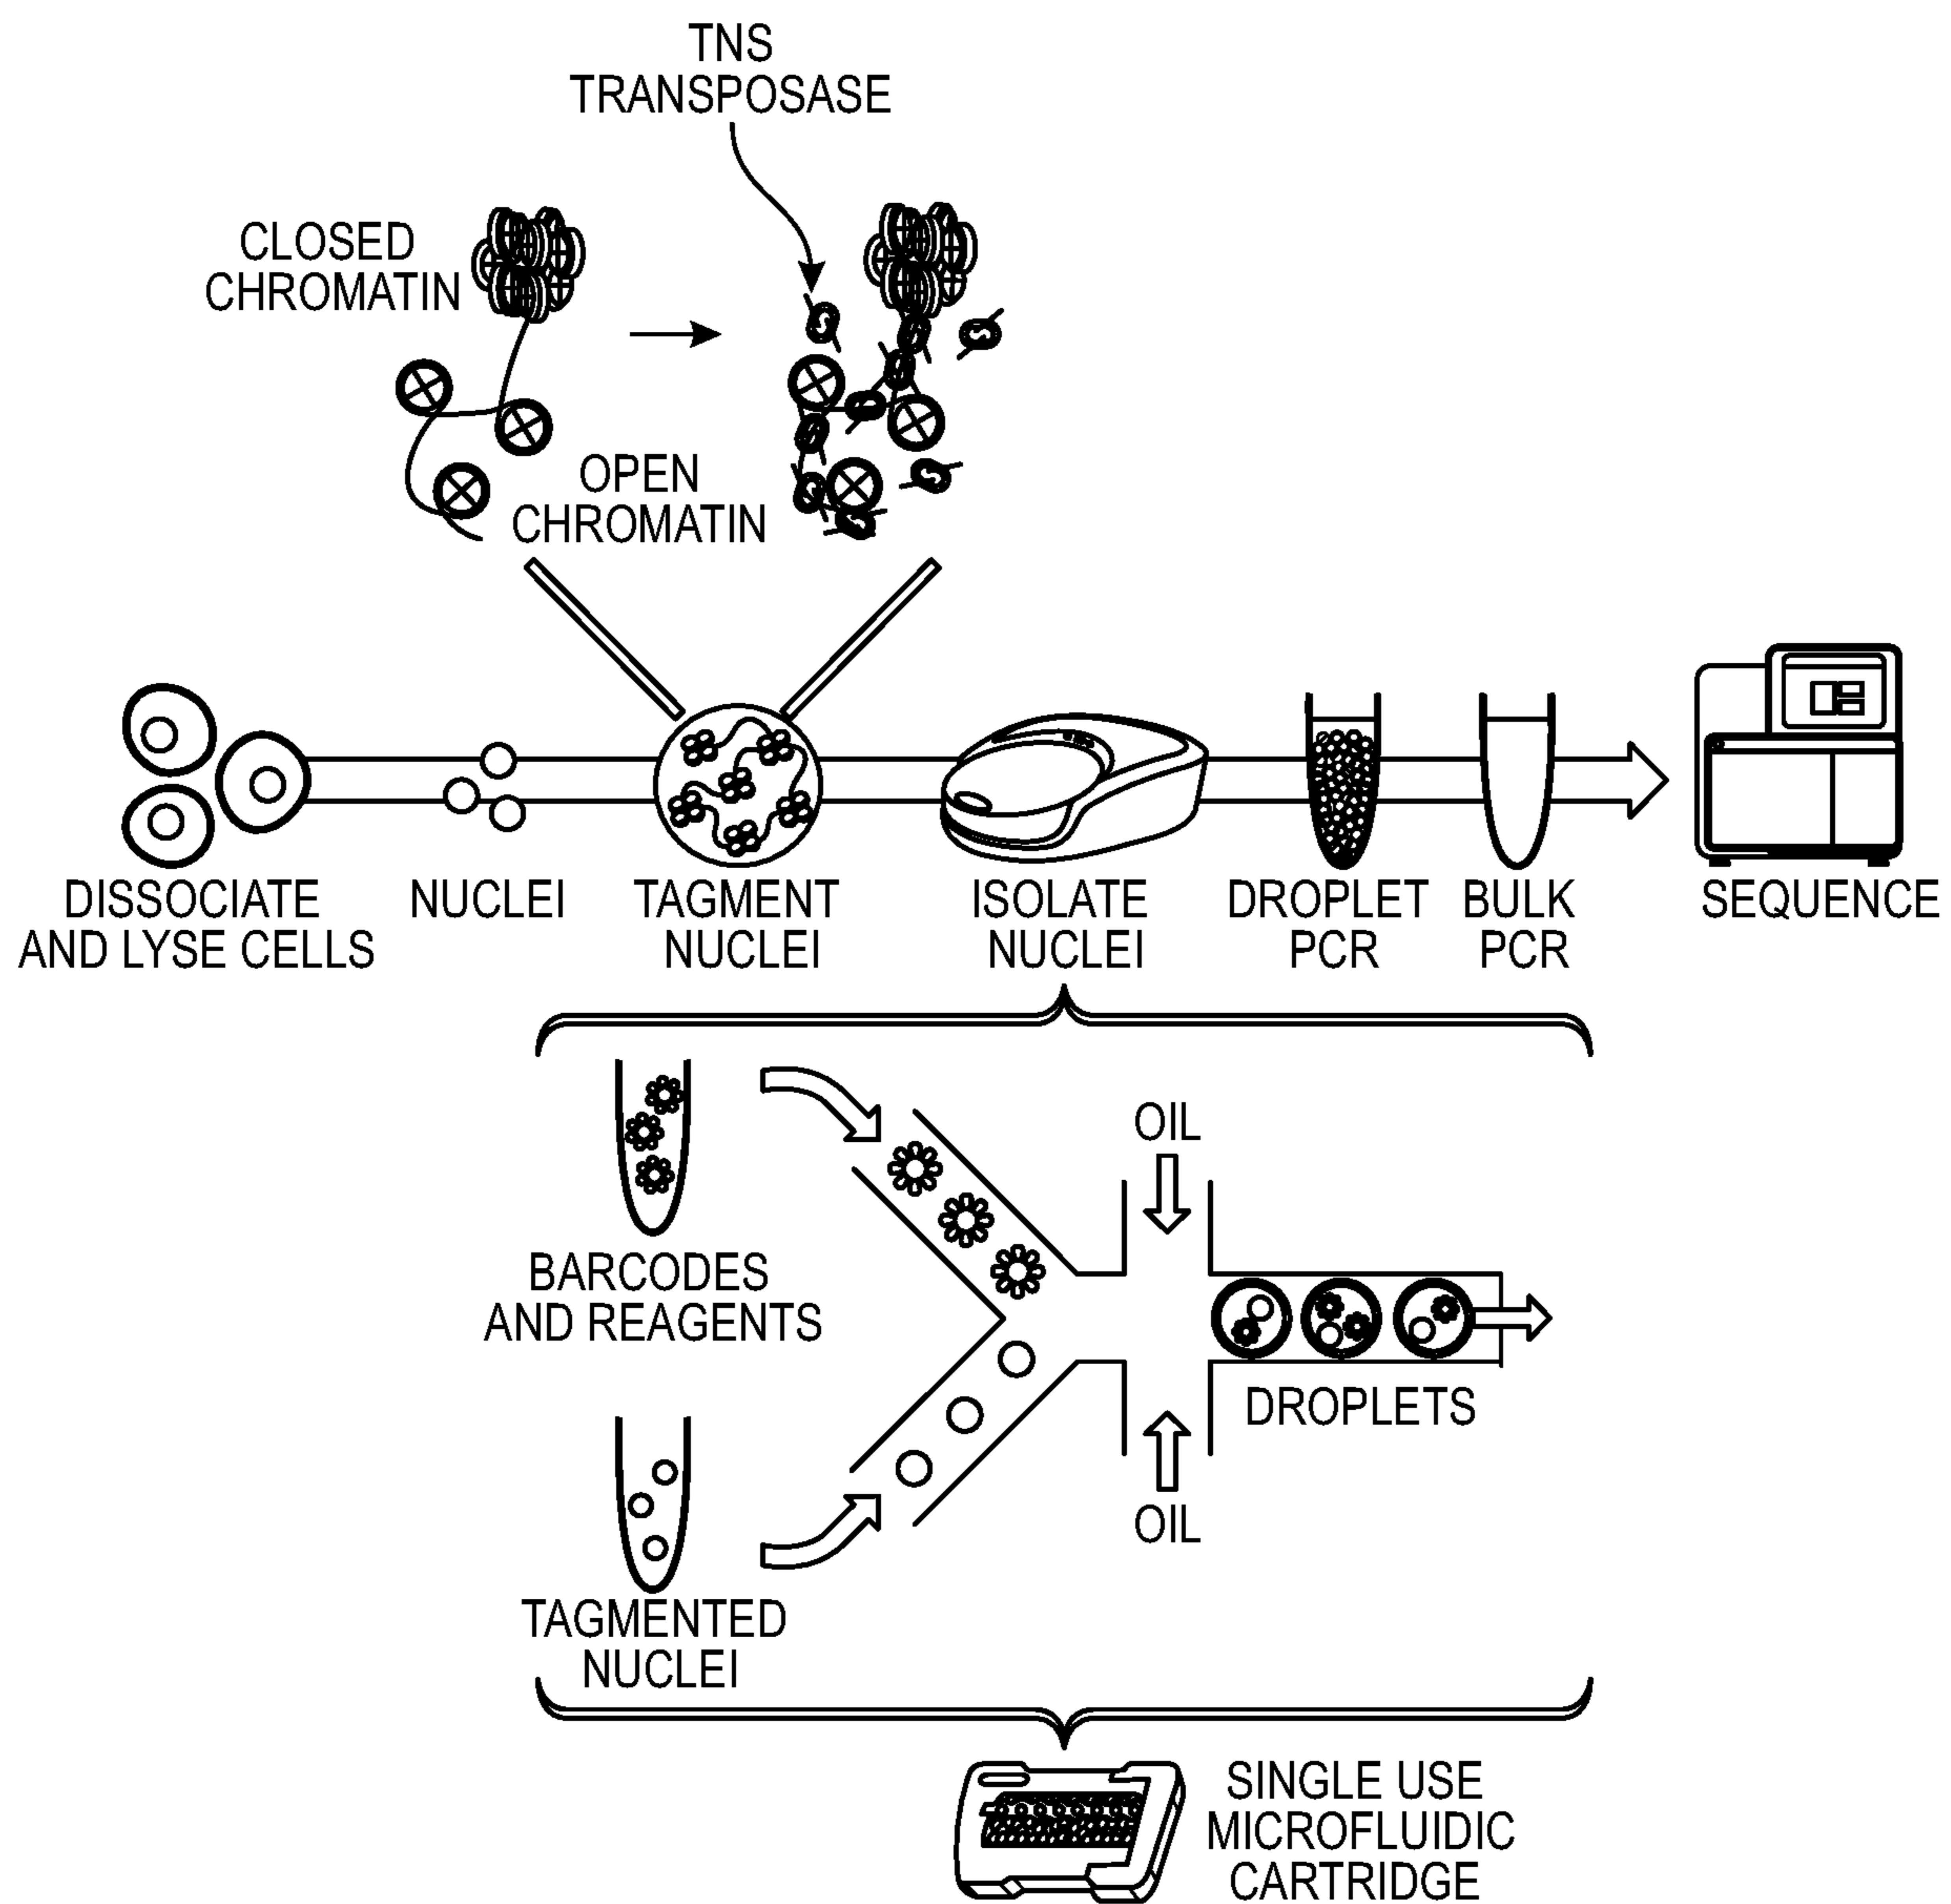 TNS
TRANSPOSASE
CLOSED
CHROMATIN
OPEN
CHROMATIN
DISSOCIATE
AND LYSE CELLS
NUCLEI
TAGMENT
NUCLEI
ISOLATE
NUCLEI
DROPLET
PCR
BULK
PCR
SEQUENCE
BARCODES
AND REAGENTS
OIL
DROPLETS
OIL
TAGMENTED
NUCLEI
SINGLE USE
MICROFLUIDIC
CARTRIDGE